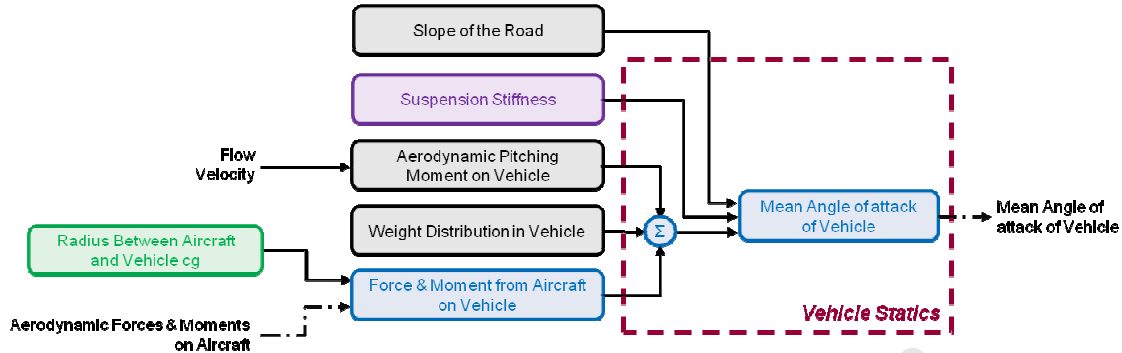 Slope of the Road
Suspension Stiffness
Flow
Velocity
Aerodynamic Pitching
Moment on Vehicle
Mean Angle of attack
of Vehicle
Mean Angle of
attack of Vehicle
Weight Distribution in Vehicle
Σ
Radius Between Aircraft
and Vehicle cg
Force & Moment from Aircraft
on Vehicle
Aerodynamic Forces & Moments
on Aircraft
Vehicle Statics